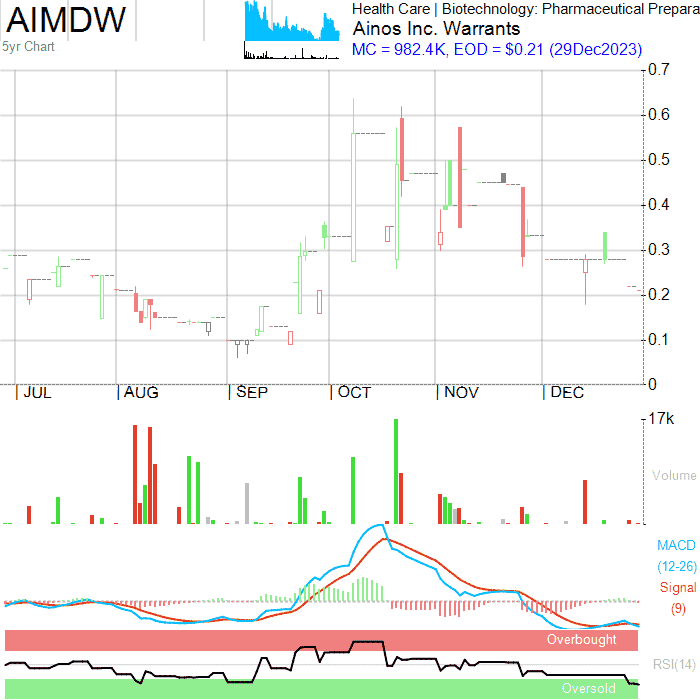 AIMDW
5yr Chart
Health Care | Biotechnology: Pharmaceutical Prepara
Ainos Inc. Warrants
MC = 982.4K, EOD = $0.21 (29Dec2023)
0.7
0.6
0.5
0.4
0.3
0.2
0.1
0
| JUL | AUG | SEP | OCT | NOV | DEC
17k
Volume
MACD
(12-26)
Signal
(9)
Overbought
RSI(14)
Oversold